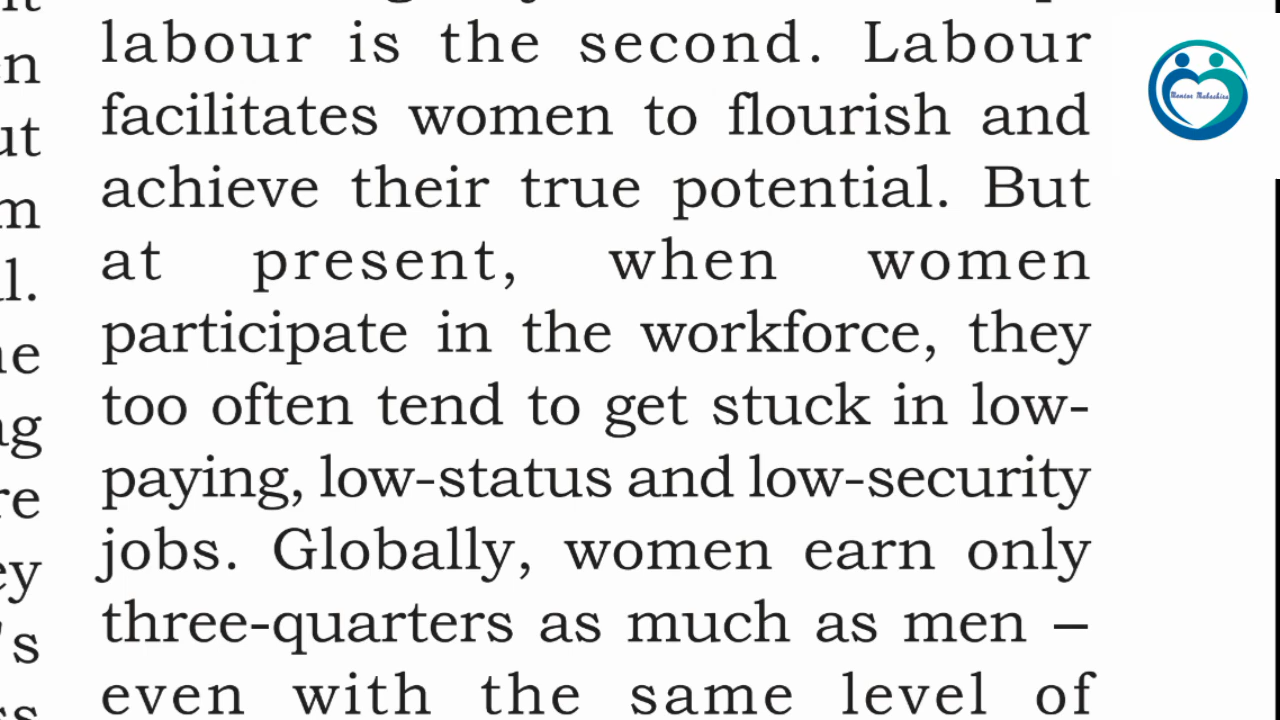 labour is the second. Labour
facilitates women to flourish and
achieve their true potential. But
at present, when women
participate in the workforce, they
too often tend to get stuck in low-
paying, low-status and low-security
jobs. Globally, women earn only
three-quarters as much as men –
even with the same level of